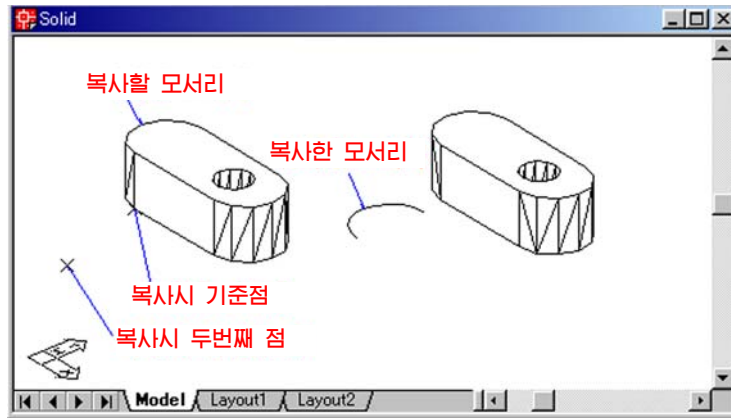 Solid
복사할 모서리
복사한 모서리
복사시 기준점
복사시 두번째 점
Model Layout1 Layout2